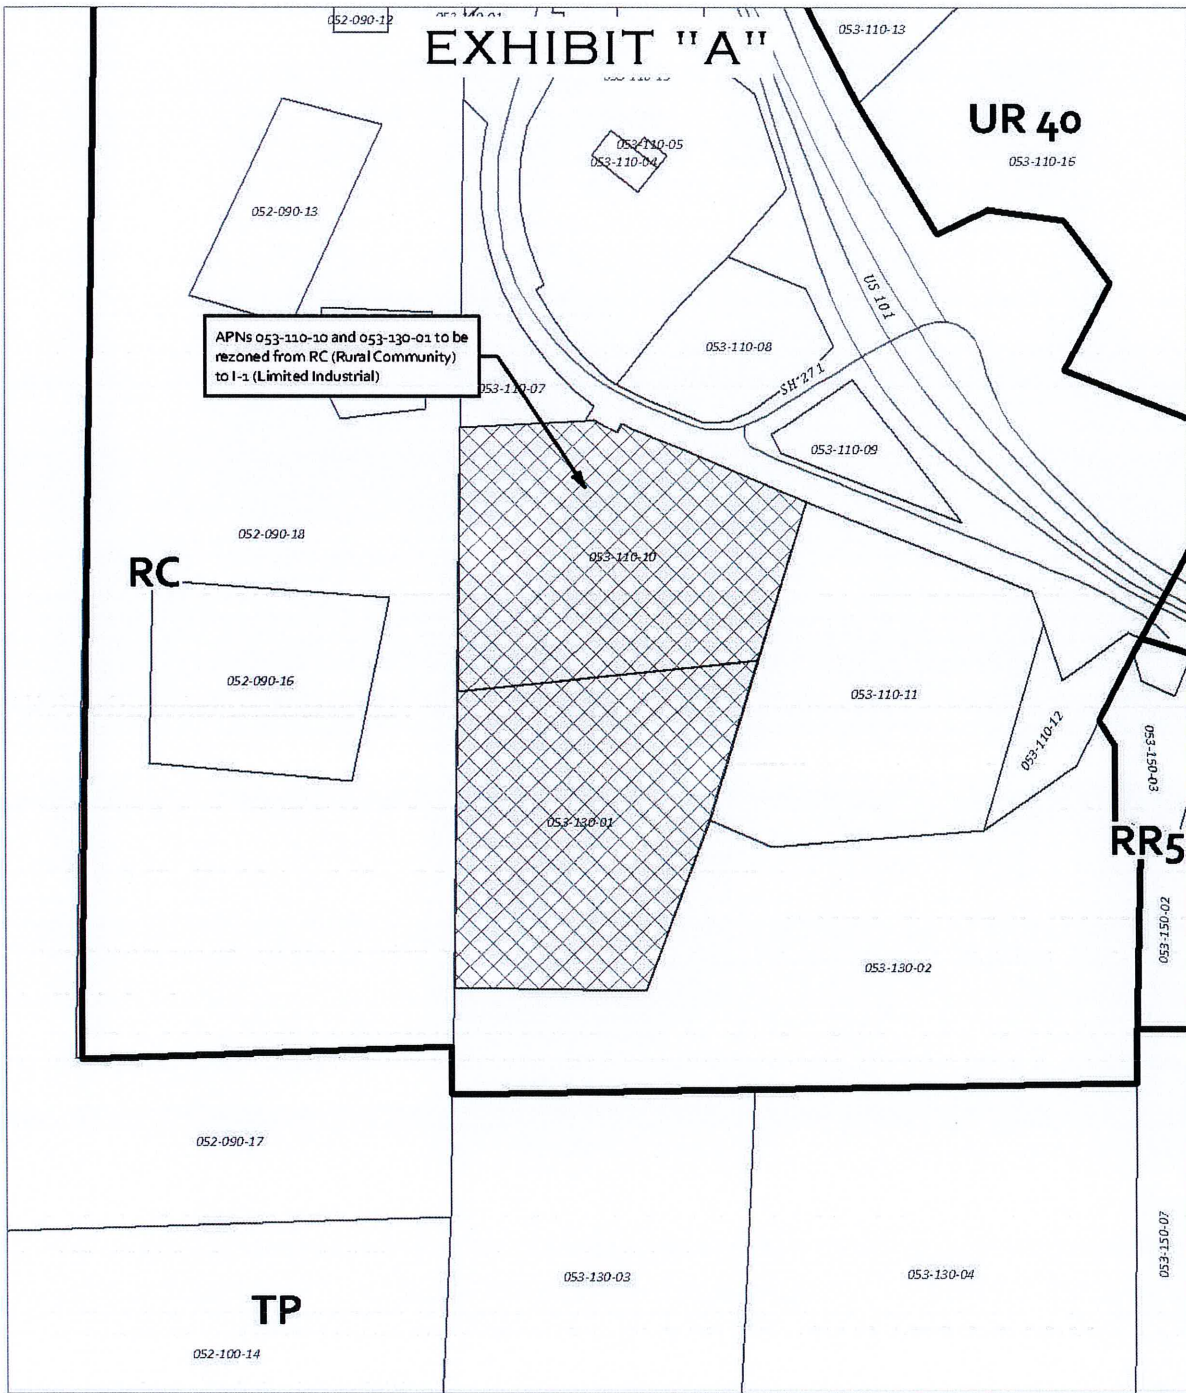 052-090-12
EXHIBIT "A"
053-110-13
UR 40
053-110-16
053-110-05
053-110-04
052-090-13
US 101
053-110-08
SH 271
APNs 053-110-10 and 053-130-01 to be
rezoned from RC (Rural Community)
to I-1 (Limited Industrial)
053-110-07
053-110-09
052-090-18
053-110-10
RC
052-090-16
053-110-11
053-110-12
053-150-03
053-130-01
RR5
053-150-02
053-130-02
052-090-17
053-150-07
053-130-03
053-130-04
TP
052-100-14